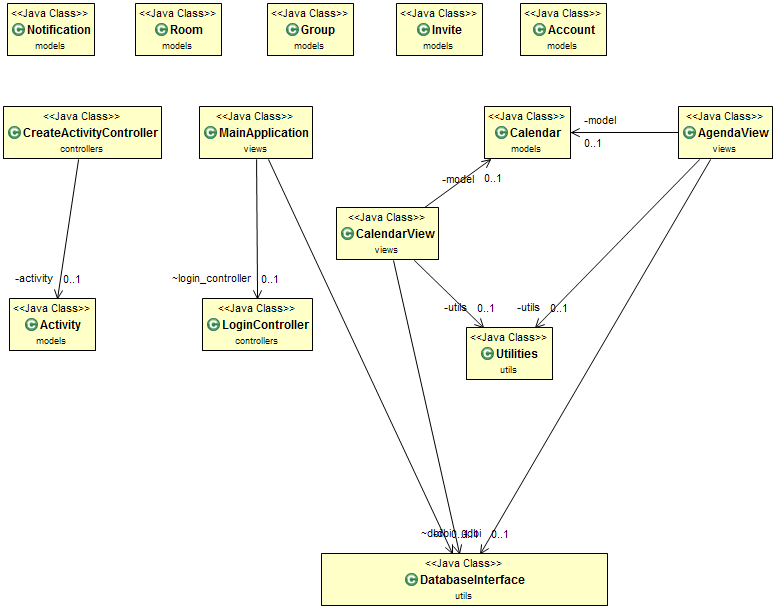 <<Java Class>>
Notification
models
<<Java Class>>
Room
models
<<Java Class>>
Group
models
<<Java Class>>
Invite
models
<<Java Class>>
Account
models
<<Java Class>>
CreateActivityController
controllers
<<Java Class>>
MainApplication
views
<<Java Class>>
Calendar
models
-model
0..1
<<Java Class>>
AgendaView
views
-model
0..1
<<Java Class>>
CalendarView
views
-activity
0..1
~login_controller
0..1
<<Java Class>>
Activity
models
<<Java Class>>
LoginController
controllers
-utils
0..1
-utils
0..1
<<Java Class>>
Utilities
utils
0..1
<<Java Class>>
DatabaseInterface
utils